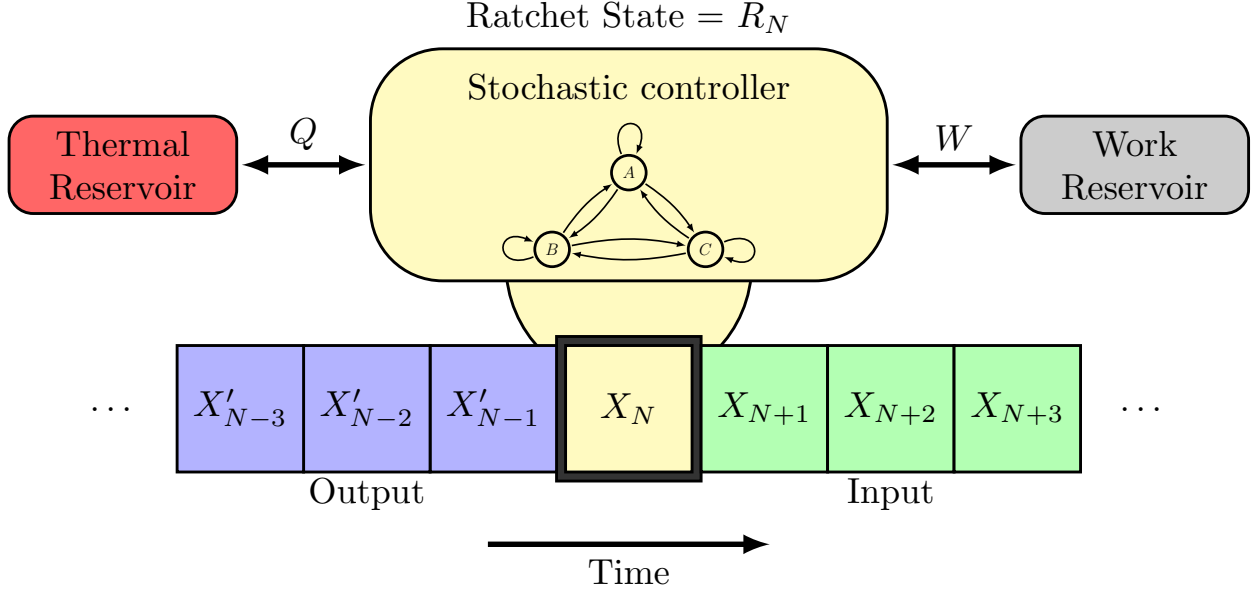 Ratchet State = R_N
Stochastic controller
Thermal
Reservoir
Q
W
Work
Reservoir
A
B
C
... X'_{N-3} X'_{N-2} X'_{N-1} X_N X_{N+1} X_{N+2} X_{N+3} ...
Output
Input
Time